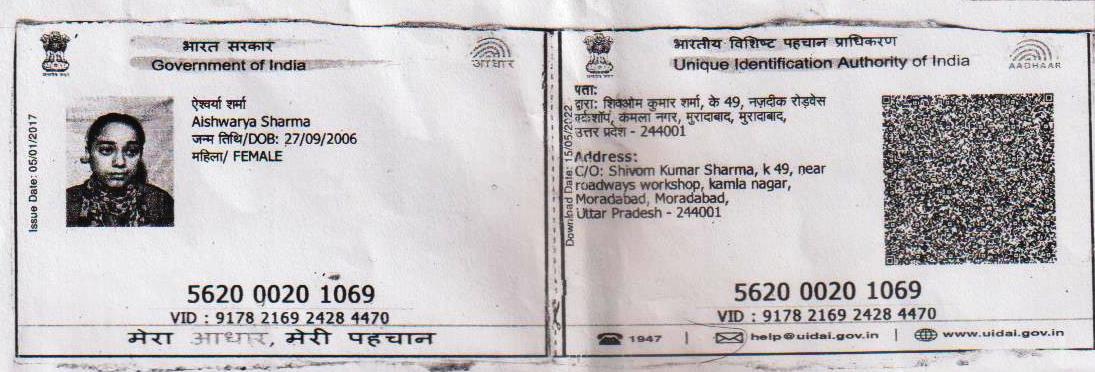 भारत सरकार
Government of India
आधार
Issue Date: 05/01/2017
ऐश्वर्या शर्मा
Aishwarya Sharma
जन्म तिथि/DOB: 27/09/2006
महिला/ FEMALE
5620 0020 1069
VID : 9178 2169 2428 4470
मेरा आधार, मेरी पहचान
भारतीय विशिष्ट पहचान प्राधिकरण
Unique Identification Authority of India
AADHAAR
Download Date: 15/05/2022
पता:
द्वारा: शिवओम कुमार शर्मा, के 49, नज़दीक रोड़वेस
वर्कशॉप, कमला नगर, मुरादाबाद, मुरादाबाद,
उत्तर प्रदेश - 244001
Address:
C/O: Shivom Kumar Sharma, k 49, near
roadways workshop, kamla nagar,
Moradabad, Moradabad,
Uttar Pradesh - 244001
5620 0020 1069
VID : 9178 2169 2428 4470
1947 | help@uidai.gov.in | www.uidai.gov.in